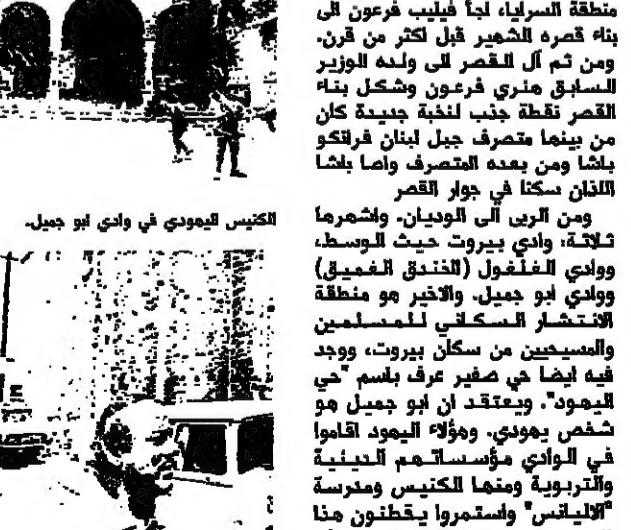 منطقة السرايا، لجأ فيليب فرعون الى
بناء قصره الشهير قبل اكثر من قرن.
ومن ثم آل القصر الى ولده الوزير
السابق هنري فرعون وشكل بناء
القصر نقطة جذب لنخبة جديدة كان
من بينها متصرف جبل لبنان فرانكو
باشا ومن بعده المتصرف واصا باشا
اللذان سكنا في جوار القصر
ومن الربى الى الوديان. واشهرها
ثلاثة: وادي بيروت حيث الوسط،
ووادي الغلغول (الخندق الغميق)
ووادي ابو جميل. والاخير هو منطقة
الانتشار السكاني للمسلمين
والمسيحيين من سكان بيروت، ووجد
فيه ايضا حي صغير عرف باسم "حي
اليهود". ويعتقد ان ابو جميل هو
شخص يهودي. وهؤلاء اليهود اقاموا
في الوادي مؤسساتهم الدينية
والتربوية ومنها الكنيس ومدرسة
"الاليانس" واستمروا يقطنون هذا
الكنيس اليهودي في وادي ابو جميل.